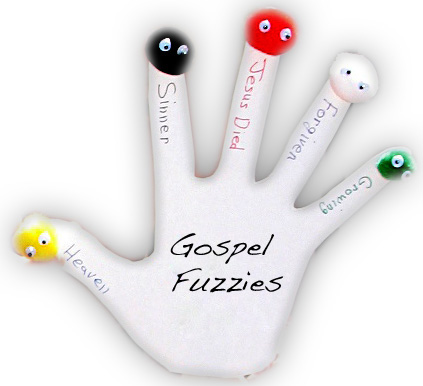 Heaven
Sinner
Jesus Died
Forgiven
Growing
Gospel
Fuzzies